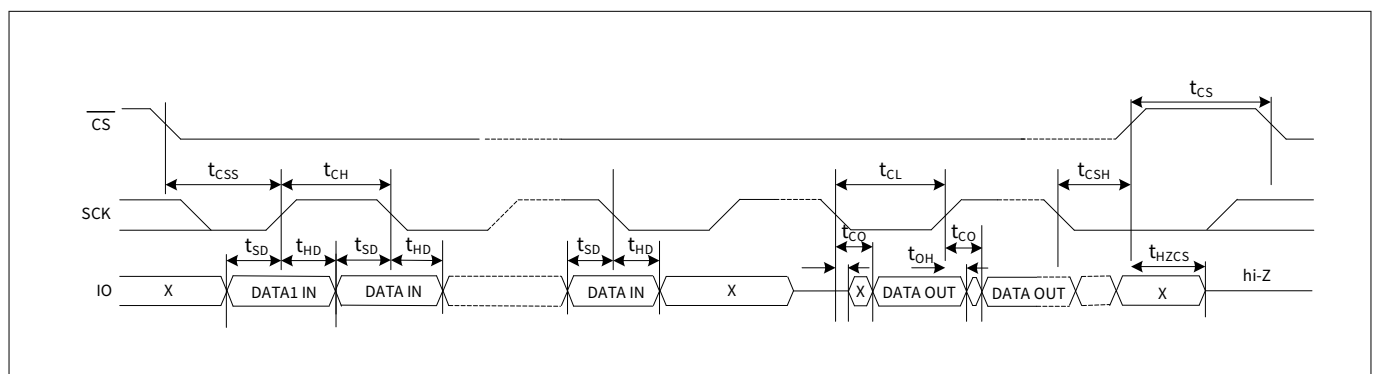 tCS
CS
tCSS tCH tCL tCSH
SCK
tSD tHD tSD tHD tSD tHD tCO tCO
tOH tHZCS
IO X DATA1 IN DATA IN DATA IN X X DATA OUT DATA OUT X hi-Z